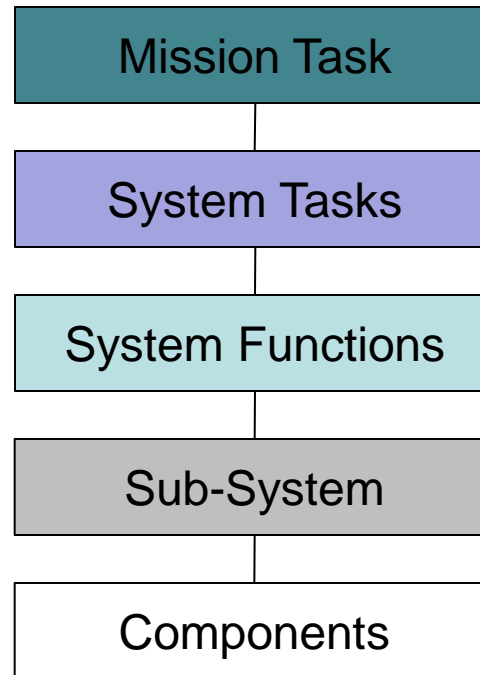 Mission Task
System Tasks
System Functions
Sub-System
Components